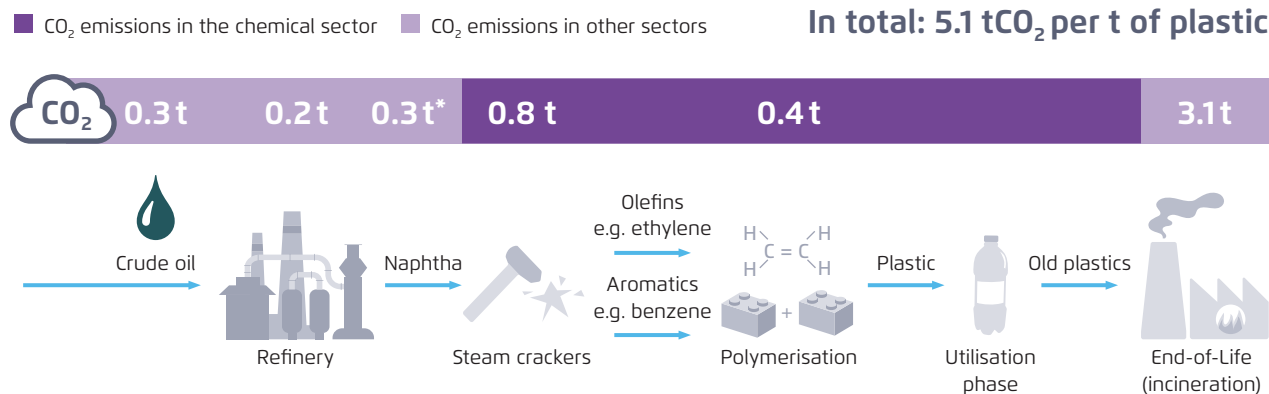 CO₂ emissions in the chemical sector
CO₂ emissions in other sectors
In total: 5.1 tCO₂ per t of plastic
CO₂
0.3 t
0.2 t
0.3 t*
0.8 t
0.4 t
3.1 t
Crude oil
Refinery
Naphtha
Steam crackers
Olefins
e.g. ethylene
Aromatics
e.g. benzene
H H
C = C
H H
+
Polymerisation
Plastic
Utilisation
phase
Old plastics
End-of-Life
(incineration)